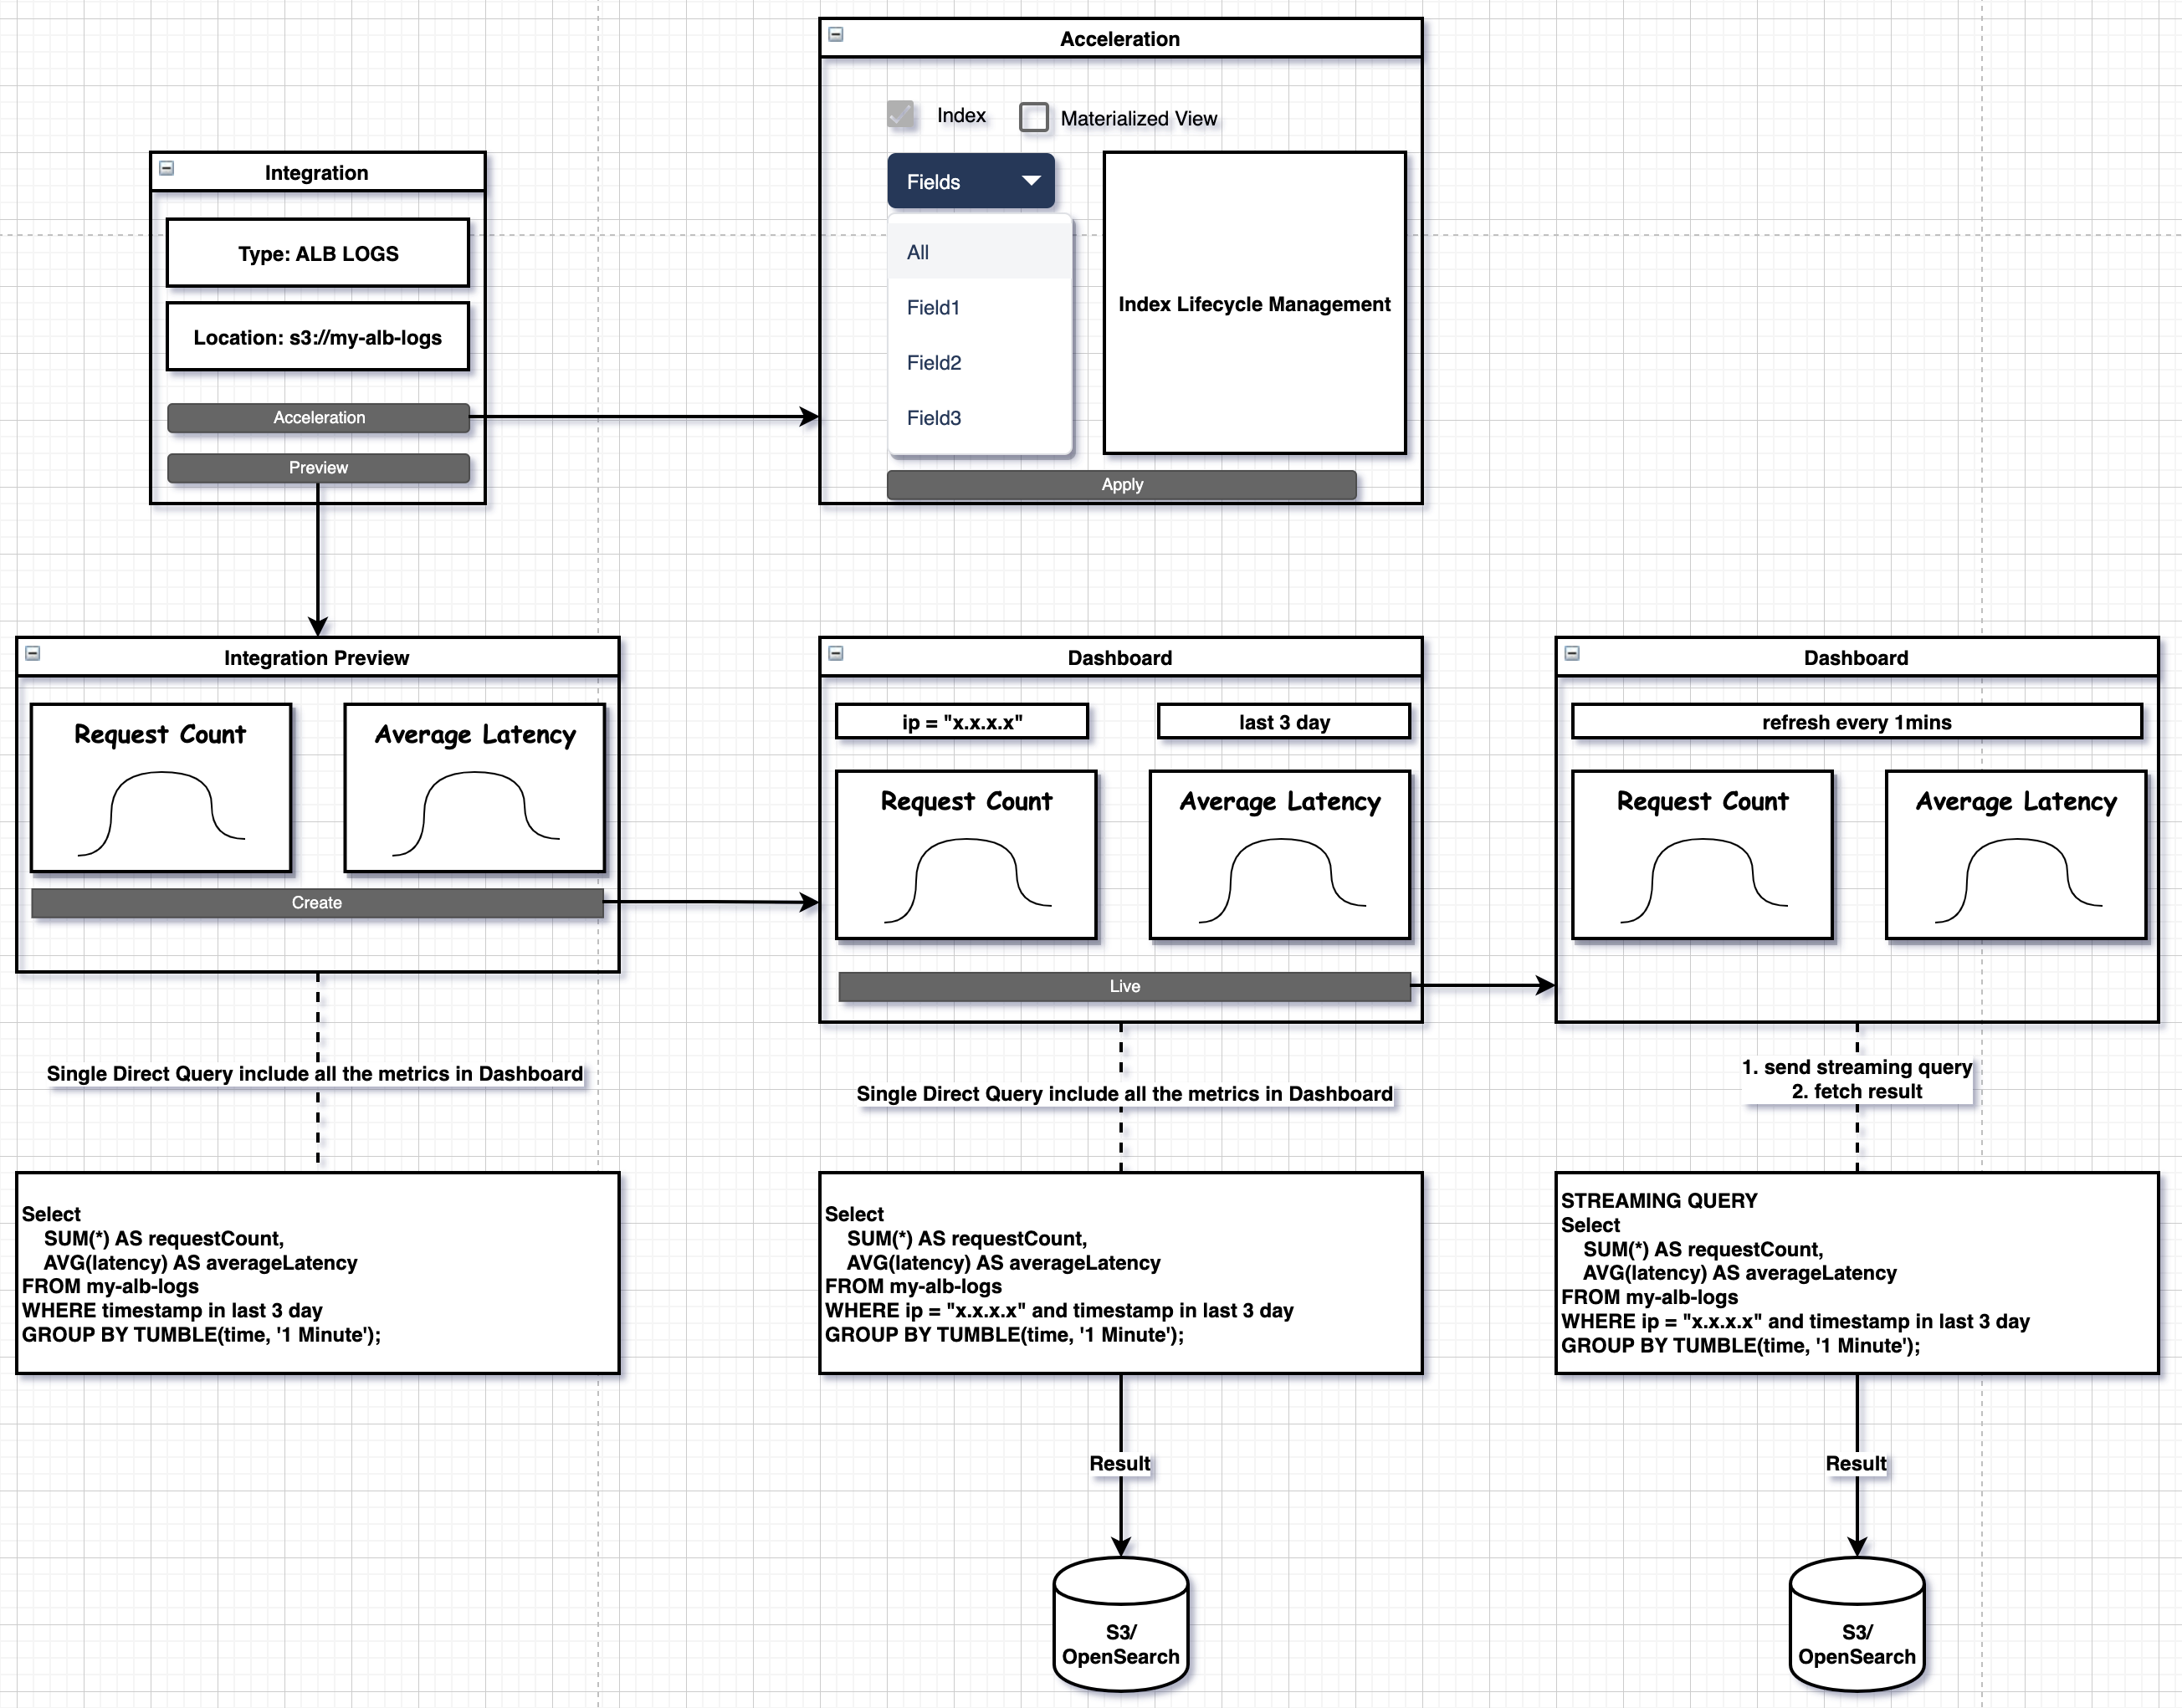 Acceleration
Index
Materialized View
Fields
All
Field1
Field2
Field3
Index Lifecycle Management
Apply
Integration
Type: ALB LOGS
Location: s3://my-alb-logs
Acceleration
Preview
Integration Preview
Request Count
Average Latency
Create
Single Direct Query include all the metrics in Dashboard
Select
SUM(*) AS requestCount,
AVG(latency) AS averageLatency
FROM my-alb-logs
WHERE timestamp in last 3 day
GROUP BY TUMBLE(time, '1 Minute');
Dashboard
ip = "x.x.x.x"
last 3 day
Request Count
Average Latency
Live
Single Direct Query include all the metrics in Dashboard
Select
SUM(*) AS requestCount,
AVG(latency) AS averageLatency
FROM my-alb-logs
WHERE ip = "x.x.x.x" and timestamp in last 3 day
GROUP BY TUMBLE(time, '1 Minute');
Result
S3/
OpenSearch
Dashboard
refresh every 1mins
Request Count
Average Latency
1. send streaming query
2. fetch result
STREAMING QUERY
Select
SUM(*) AS requestCount,
AVG(latency) AS averageLatency
FROM my-alb-logs
WHERE ip = "x.x.x.x" and timestamp in last 3 day
GROUP BY TUMBLE(time, '1 Minute');
Result
S3/
OpenSearch